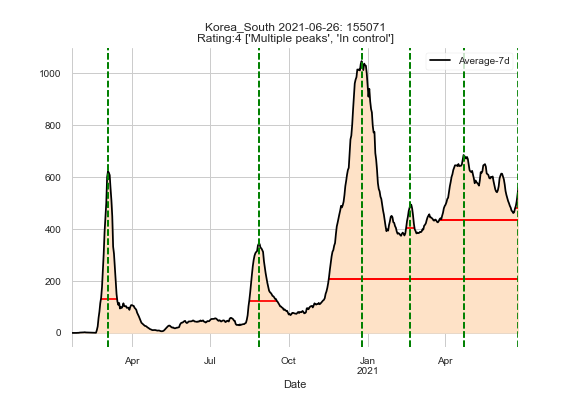 Korea_South 2021-06-26: 155071
Rating:4 ['Multiple peaks', 'In control']
Average-7d
1000
800
600
400
200
0
Apr
Jul
Oct
Jan
2021
Apr
Date